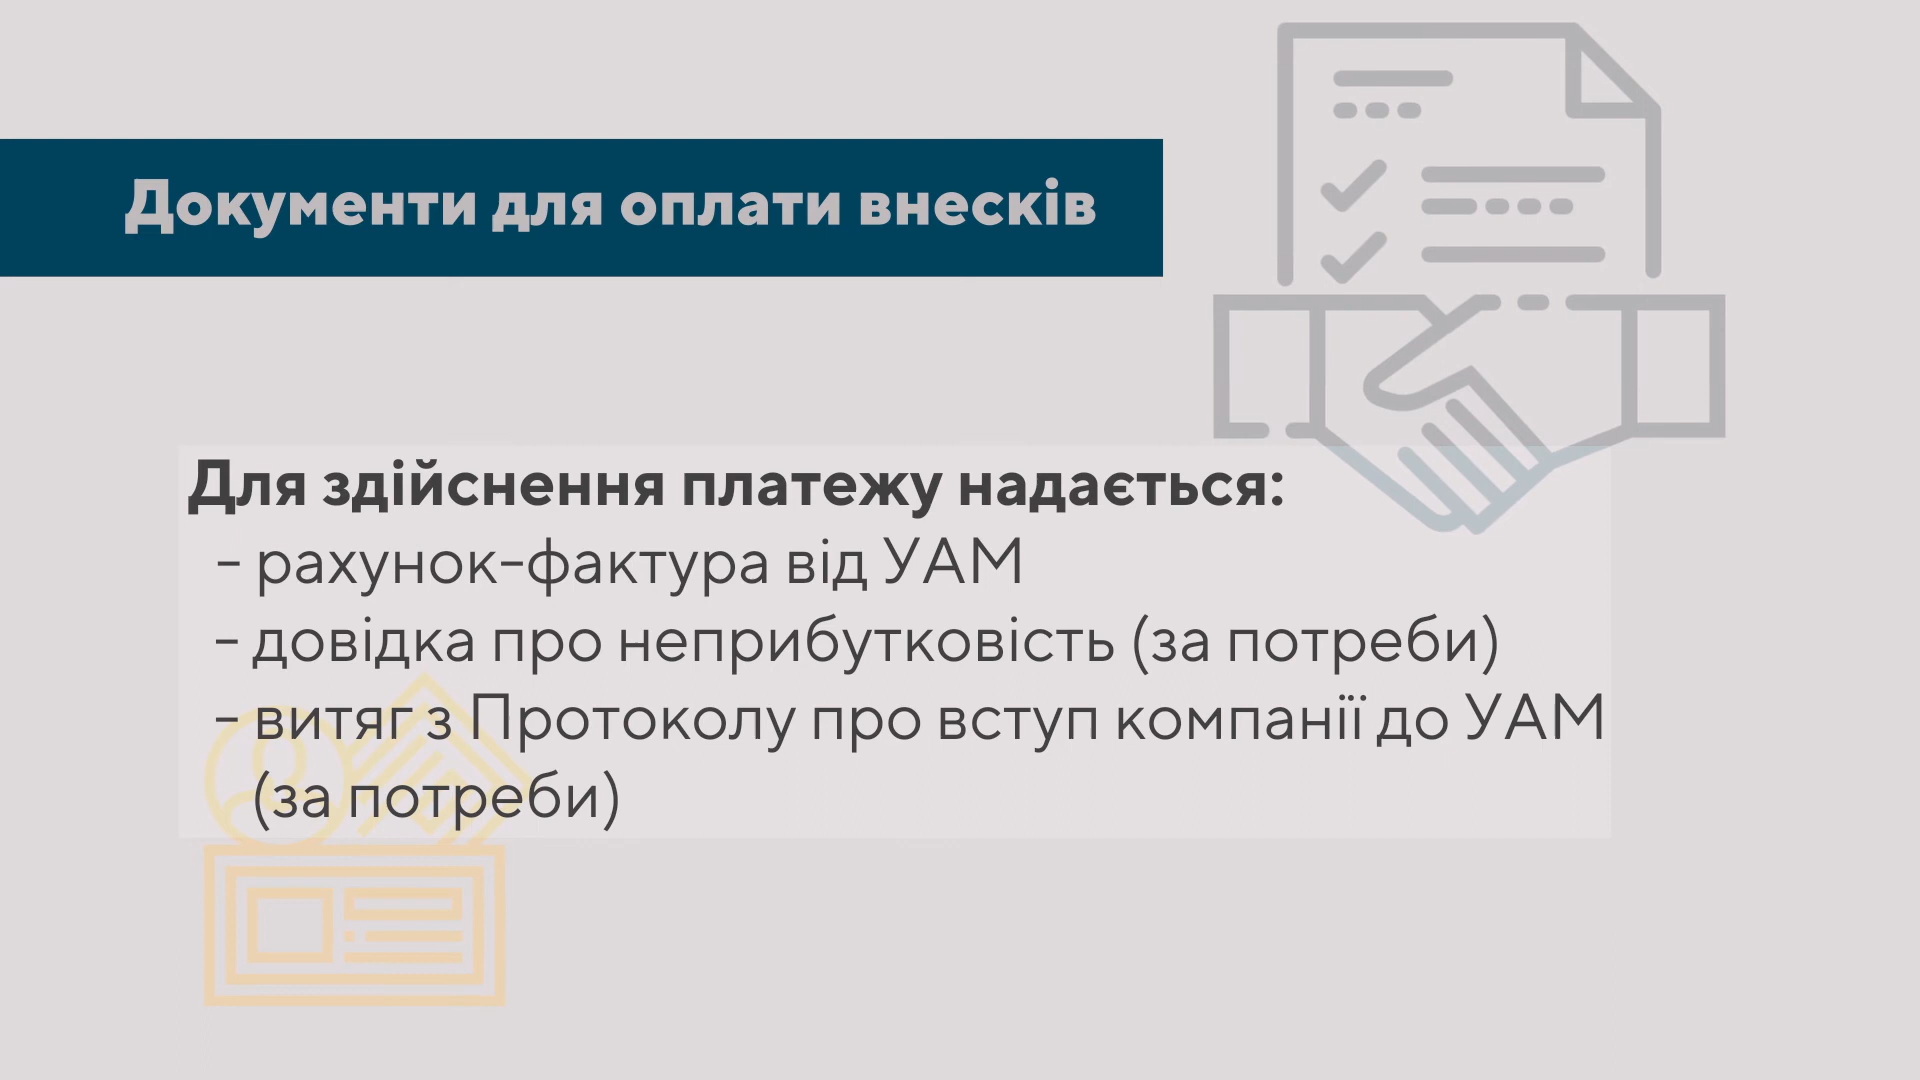 Документи для оплати внесків
Для здійснення платежу надається:
- рахунок-фактура від УАМ
- довідка про неприбутковість (за потреби)
- витяг з Протоколу про вступ компанії до УАМ
(за потреби)